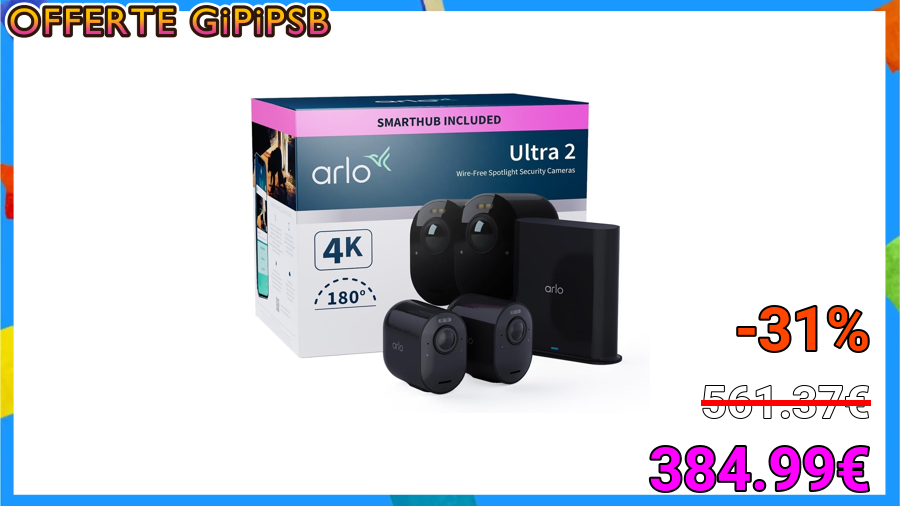 OFFERTE GiPiPSB
arlo
SMARTHUB INCLUDED
arlo
Ultra 2
Wire-Free Spotlight Security Cameras
4K
180°
arlo
arlo
-31%
561.37€
384.99€